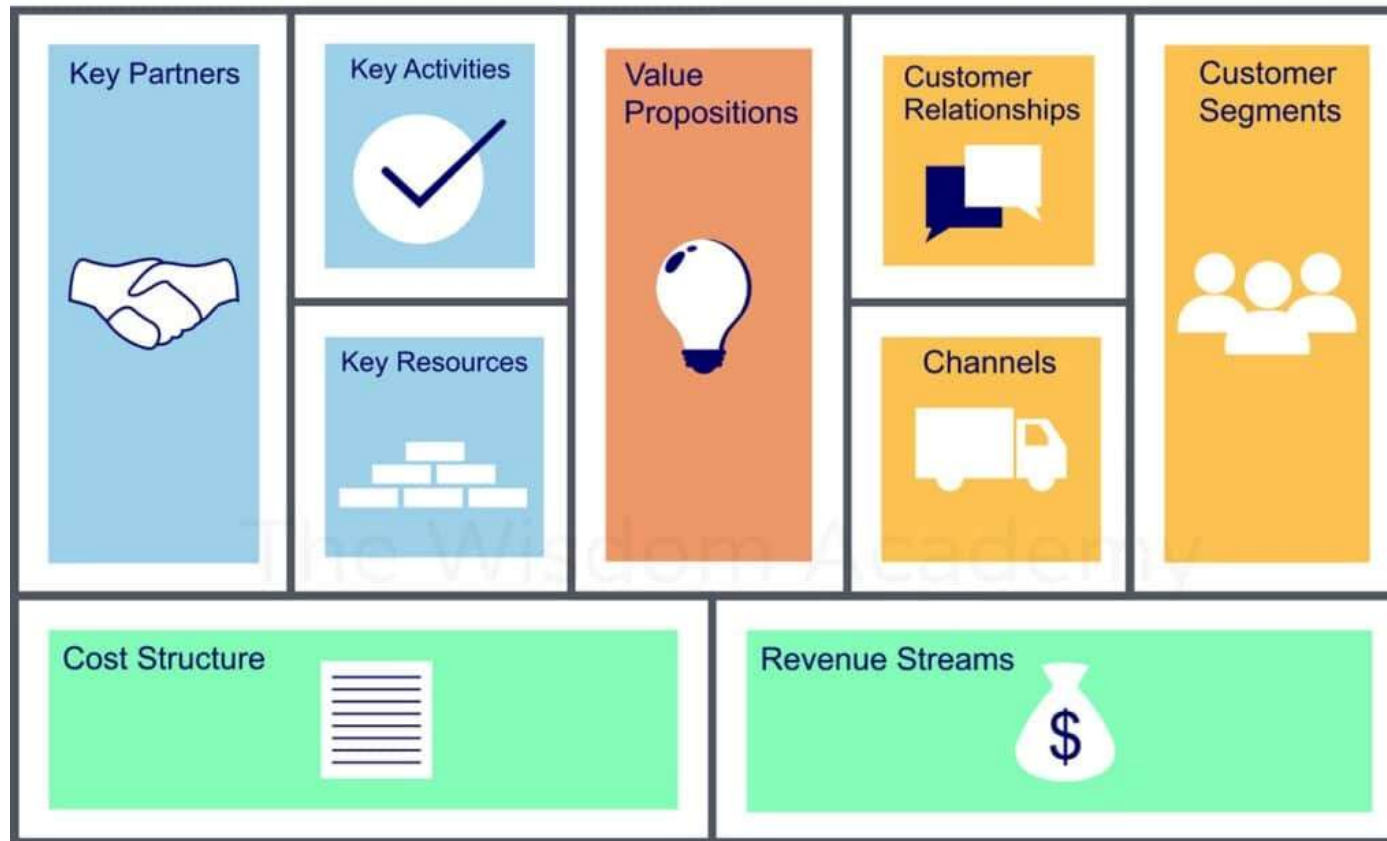 Key Partners
Key Activities
Key Resources
Value
Propositions
Customer
Relationships
Channels
Customer
Segments
The Wisdom Academy
Cost Structure
Revenue Streams
$